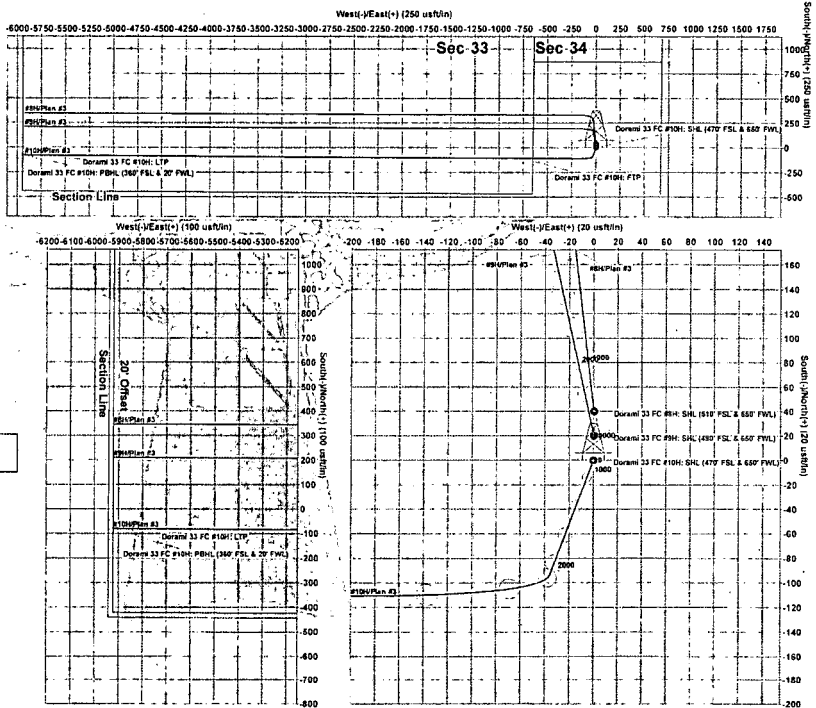 West(-)/East(+) (250 usft/in)
-6000-5750-5500-5250-5000-4750-4500-4250-4000-3750-3500-3250-3000-2750-2500-2250-2000-1750-1500-1250-1000 -750 -500 -250 0 250 500 750 1000 1250 1500 1750
Sec 33 Sec 34
1000
750
500
250
0
-250
-500
South(-)/North(+) (250 usft/in)
#8H/Plan #3
#9H/Plan #3
#10H/Plan #3
Dorami 33 FC #10H: SHL (470' FSL & 650' FWL)
Dorami 33 FC #10H: LTP
Dorami 33 FC #10H: PBHL (360' FSL & 20' FWL)
Dorami 33 FC #10H: FTP
Section Line
West(-)/East(+) (100 usft/in)
-6200-6100-6000-5900-5800-5700-5600-5500-5400-5300-5200
1000
900
800
700
600
500
400
300
200
100
0
-100
-200
-300
-400
-500
-600
-700
-800
South(-)/North(+) (100 usft/in)
20' Offset
Section Line
#8H/Plan #3
#9H/Plan #3
#10H/Plan #3
Dorami 33 FC #10H: LTP
Dorami 33 FC #10H: PBHL (360' FSL & 20' FWL)
West(-)/East(+) (20 usft/in)
-200 -180 -160 -140 -120 -100 -80 -60 -40 -20 0 20 40 60 80 100 120 140
#9H/Plan #3
#8H/Plan #3
160
140
120
100
80
60
40
20
0
-20
-40
-60
-80
-100
-120
-140
-160
-180
-200
South(-)/North(+) (20 usft/in)
Dorami 33 FC #8H: SHL (510' FSL & 650' FWL)
Dorami 33 FC #9H: SHL (490' FSL & 650' FWL)
Dorami 33 FC #10H: SHL (470' FSL & 650' FWL)
1000
2000
#10H/Plan #3